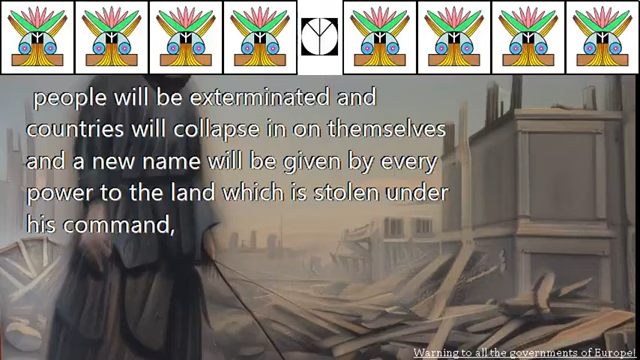 people will be exterminated and
countries will collapse in on themselves
and a new name will be given by every
power to the land which is stolen under
his command,
Warning to all the governments of Europe!